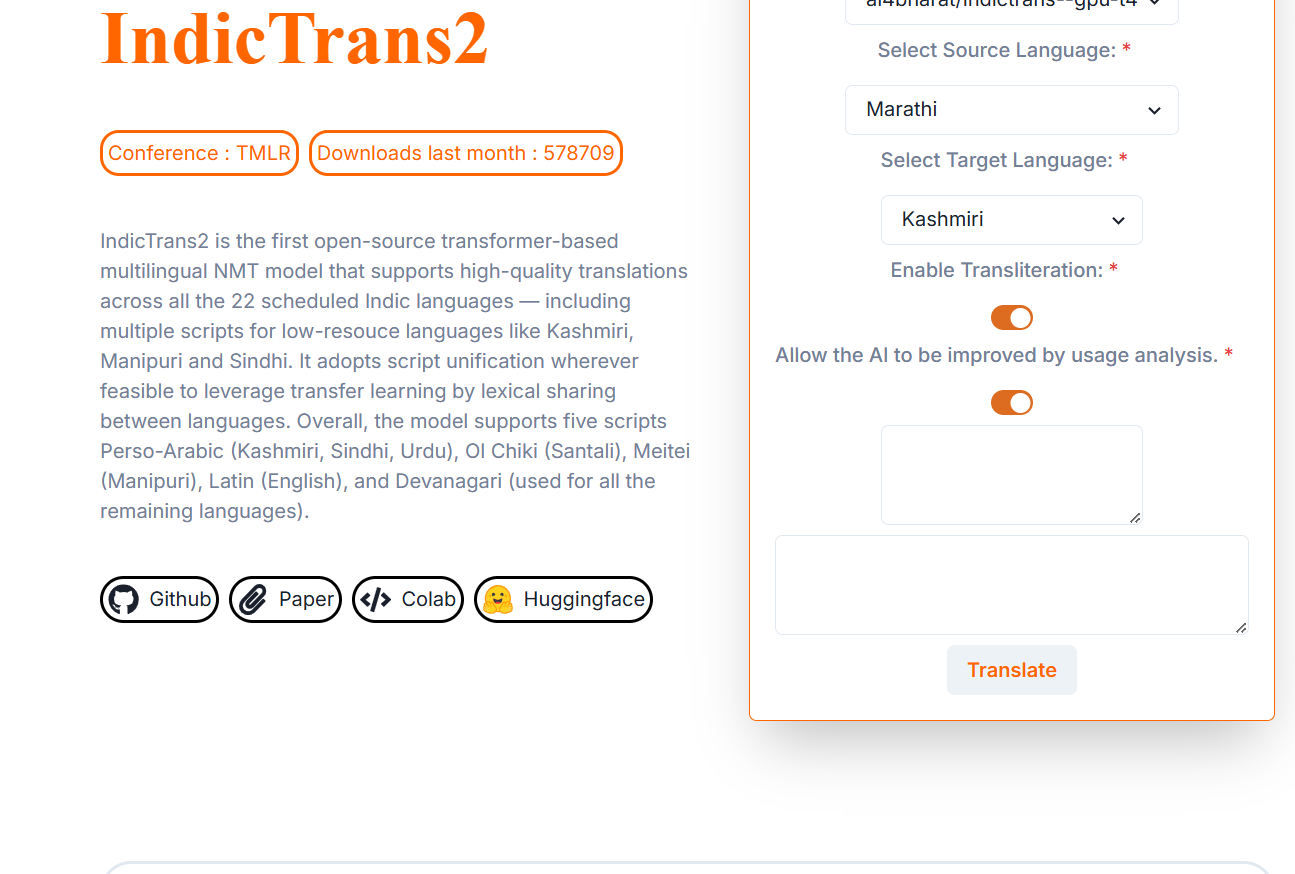 IndicTrans2
Conference : TMLR
Downloads last month : 578709
IndicTrans2 is the first open-source transformer-based
multilingual NMT model that supports high-quality translations
across all the 22 scheduled Indic languages — including
multiple scripts for low-resouce languages like Kashmiri,
Manipuri and Sindhi. It adopts script unification wherever
feasible to leverage transfer learning by lexical sharing
between languages. Overall, the model supports five scripts
Perso-Arabic (Kashmiri, Sindhi, Urdu), Ol Chiki (Santali), Meitei
(Manipuri), Latin (English), and Devanagari (used for all the
remaining languages).
Github
Paper
Colab
Huggingface
ai4bharat/indictrans--gpu-t4
Select Source Language: *
Marathi
Select Target Language: *
Kashmiri
Enable Transliteration: *
Allow the AI to be improved by usage analysis. *
Translate